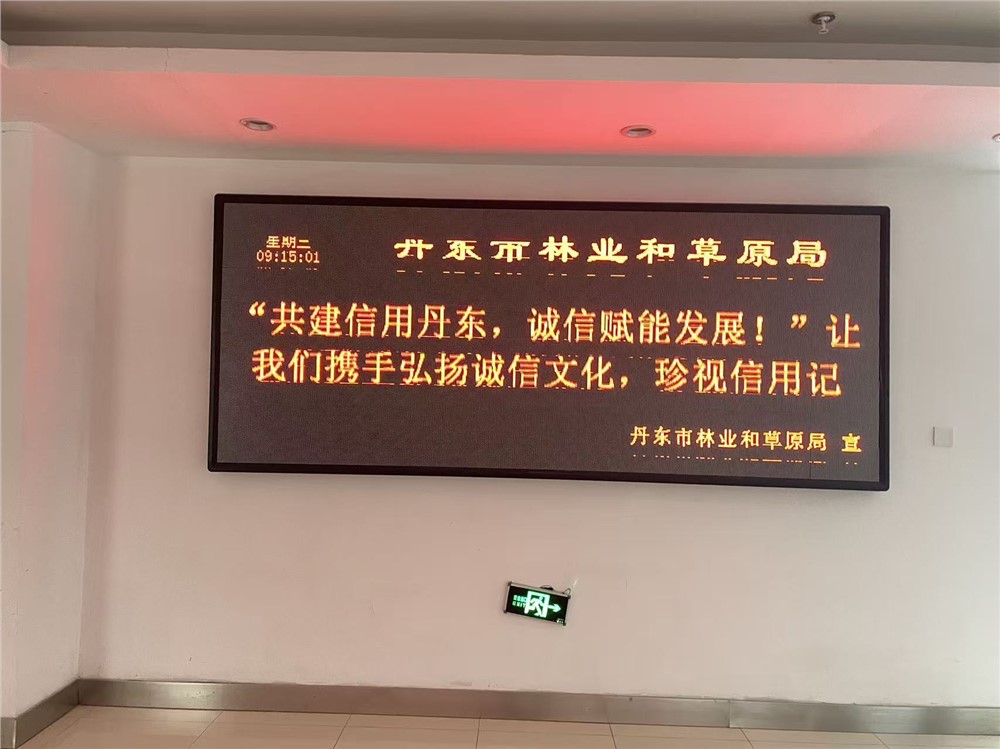 星期二
09:15:01
丹东市林业和草原局
“共建信用丹东，诚信赋能发展！”让
我们携手弘扬诚信文化，珍视信用记
丹东市林业和草原局 宣